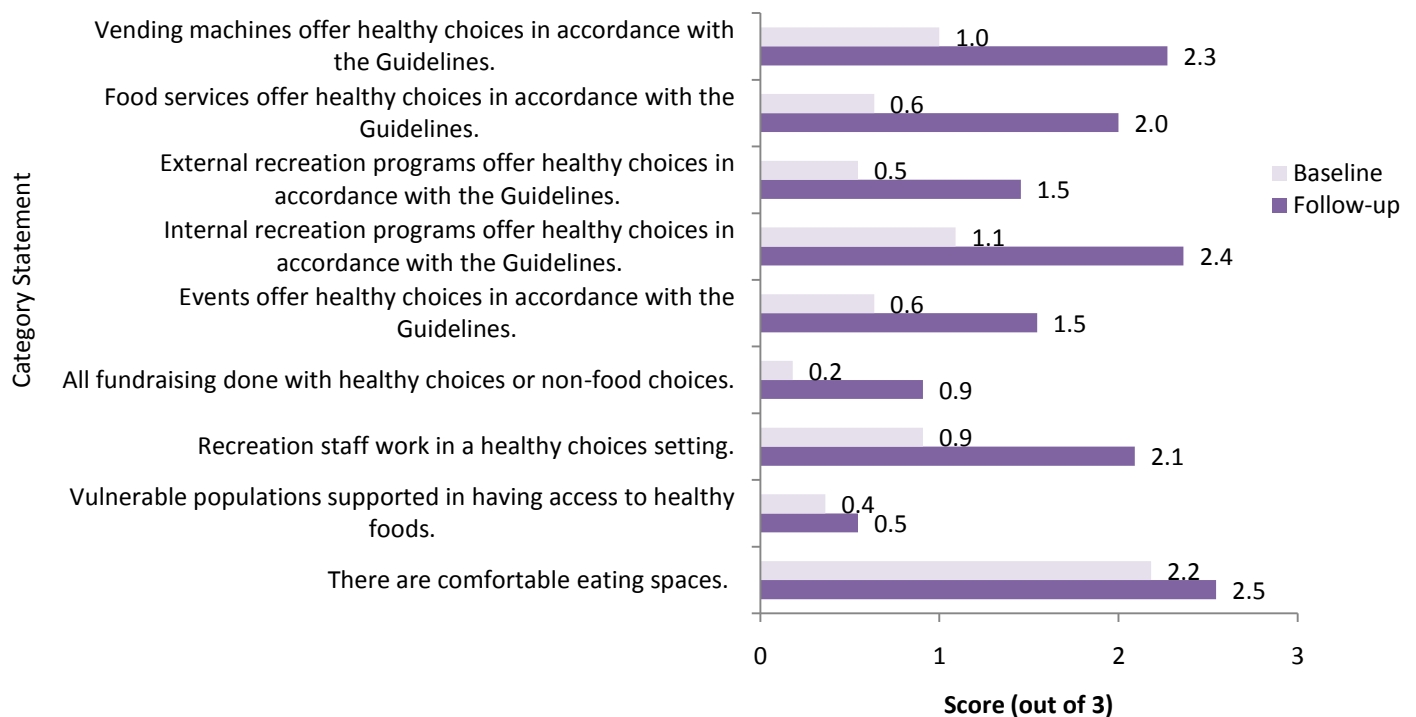 Category Statement
Vending machines offer healthy choices in accordance with
the Guidelines.
1.0
2.3
Food services offer healthy choices in accordance with the
Guidelines.
0.6
2.0
External recreation programs offer healthy choices in
accordance with the Guidelines.
0.5
1.5
Internal recreation programs offer healthy choices in
accordance with the Guidelines.
1.1
2.4
Events offer healthy choices in accordance with the
Guidelines.
0.6
1.5
All fundraising done with healthy choices or non-food choices.
0.2
0.9
Recreation staff work in a healthy choices setting.
0.9
2.1
Vulnerable populations supported in having access to healthy
foods.
0.4
0.5
There are comfortable eating spaces.
2.2
2.5
0 1 2 3
Score (out of 3)
Baseline
Follow-up